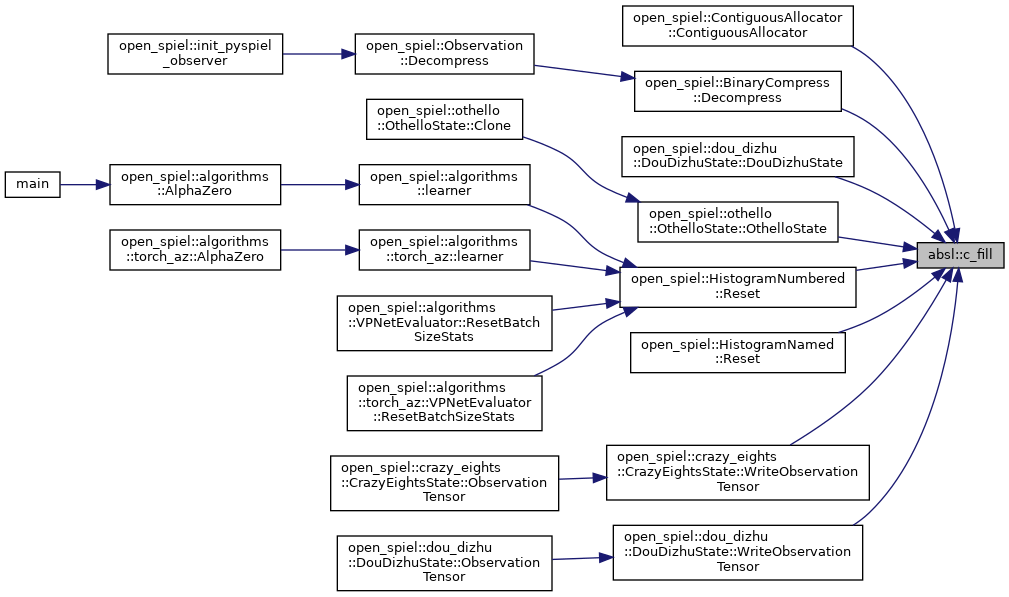 open_spiel::ContiguousAllocator
::ContiguousAllocator
open_spiel::init_pyspiel
_observer
open_spiel::Observation
::Decompress
open_spiel::BinaryCompress
::Decompress
open_spiel::othello
::OthelloState::Clone
open_spiel::dou_dizhu
::DouDizhuState::DouDizhuState
main
open_spiel::algorithms
::AlphaZero
open_spiel::algorithms
::learner
open_spiel::othello
::OthelloState::OthelloState
open_spiel::algorithms
::torch_az::AlphaZero
open_spiel::algorithms
::torch_az::learner
absl::c_fill
open_spiel::HistogramNumbered
::Reset
open_spiel::algorithms
::VPNetEvaluator::ResetBatch
SizeStats
open_spiel::HistogramNamed
::Reset
open_spiel::algorithms
::torch_az::VPNetEvaluator
::ResetBatchSizeStats
open_spiel::crazy_eights
::CrazyEightsState::Observation
Tensor
open_spiel::crazy_eights
::CrazyEightsState::WriteObservation
Tensor
open_spiel::dou_dizhu
::DouDizhuState::Observation
Tensor
open_spiel::dou_dizhu
::DouDizhuState::WriteObservation
Tensor